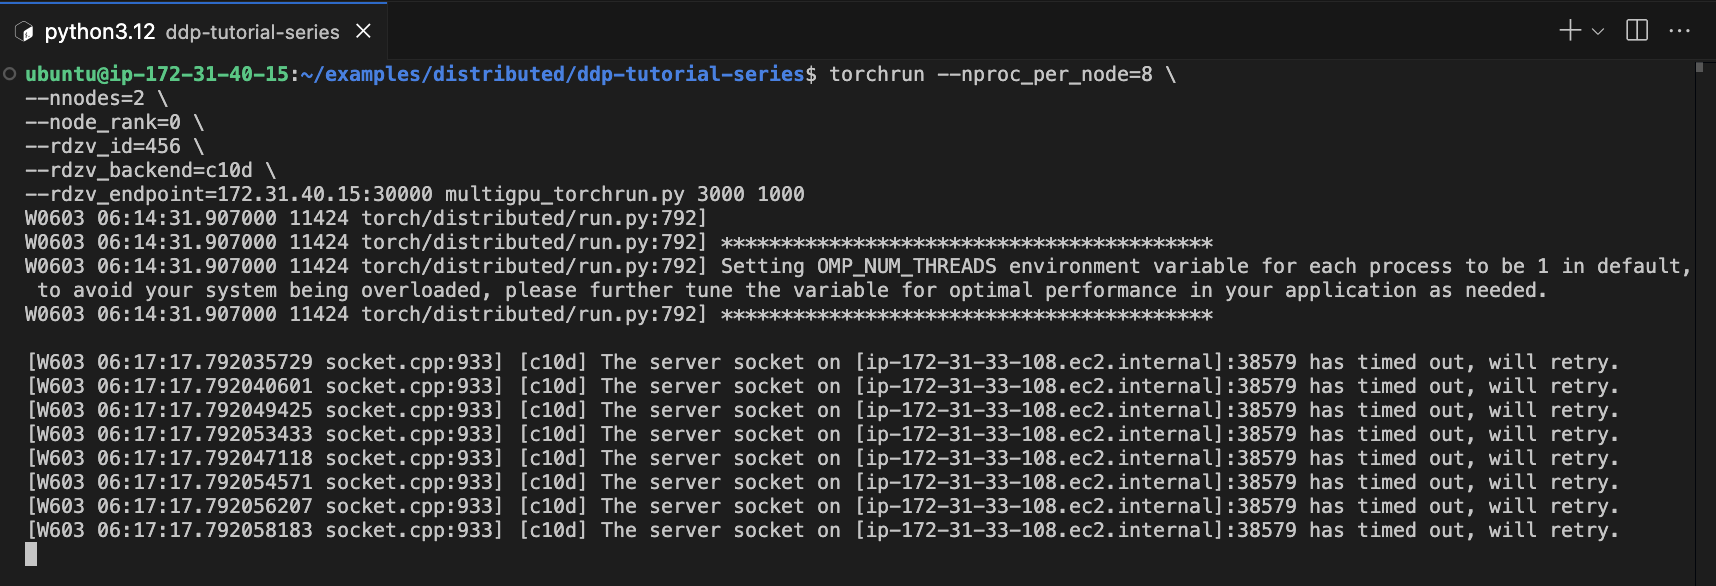 python3.12 ddp-tutorial-series
ubuntu@ip-172-31-40-15:~/examples/distributed/ddp-tutorial-series$ torchrun --nproc_per_node=8 \
--nnodes=2 \
--node_rank=0 \
--rdzv_id=456 \
--rdzv_backend=c10d \
--rdzv_endpoint=172.31.40.15:30000 multigpu_torchrun.py 3000 1000
W0603 06:14:31.907000 11424 torch/distributed/run.py:792]
W0603 06:14:31.907000 11424 torch/distributed/run.py:792] *****************************************
W0603 06:14:31.907000 11424 torch/distributed/run.py:792] Setting OMP_NUM_THREADS environment variable for each process to be 1 in default,
to avoid your system being overloaded, please further tune the variable for optimal performance in your application as needed.
W0603 06:14:31.907000 11424 torch/distributed/run.py:792] *****************************************
[W603 06:17:17.792035729 socket.cpp:933] [c10d] The server socket on [ip-172-31-33-108.ec2.internal]:38579 has timed out, will retry.
[W603 06:17:17.792040601 socket.cpp:933] [c10d] The server socket on [ip-172-31-33-108.ec2.internal]:38579 has timed out, will retry.
[W603 06:17:17.792049425 socket.cpp:933] [c10d] The server socket on [ip-172-31-33-108.ec2.internal]:38579 has timed out, will retry.
[W603 06:17:17.792053433 socket.cpp:933] [c10d] The server socket on [ip-172-31-33-108.ec2.internal]:38579 has timed out, will retry.
[W603 06:17:17.792047118 socket.cpp:933] [c10d] The server socket on [ip-172-31-33-108.ec2.internal]:38579 has timed out, will retry.
[W603 06:17:17.792054571 socket.cpp:933] [c10d] The server socket on [ip-172-31-33-108.ec2.internal]:38579 has timed out, will retry.
[W603 06:17:17.792056207 socket.cpp:933] [c10d] The server socket on [ip-172-31-33-108.ec2.internal]:38579 has timed out, will retry.
[W603 06:17:17.792058183 socket.cpp:933] [c10d] The server socket on [ip-172-31-33-108.ec2.internal]:38579 has timed out, will retry.